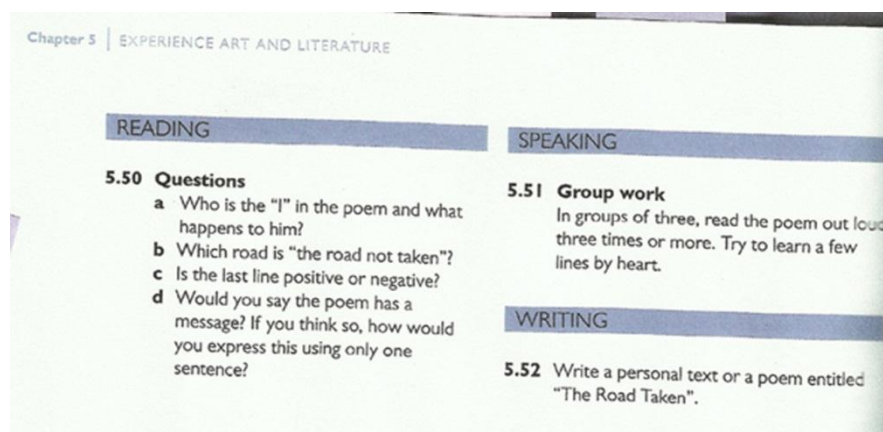 Chapter 5 | EXPERIENCE ART AND LITERATURE
READING
5.50 Questions
a Who is the "I" in the poem and what
happens to him?
b Which road is "the road not taken"?
c Is the last line positive or negative?
d Would you say the poem has a
message? If you think so, how would
you express this using only one
sentence?
SPEAKING
5.51 Group work
In groups of three, read the poem out loud
three times or more. Try to learn a few
lines by heart.
WRITING
5.52 Write a personal text or a poem entitled
"The Road Taken".